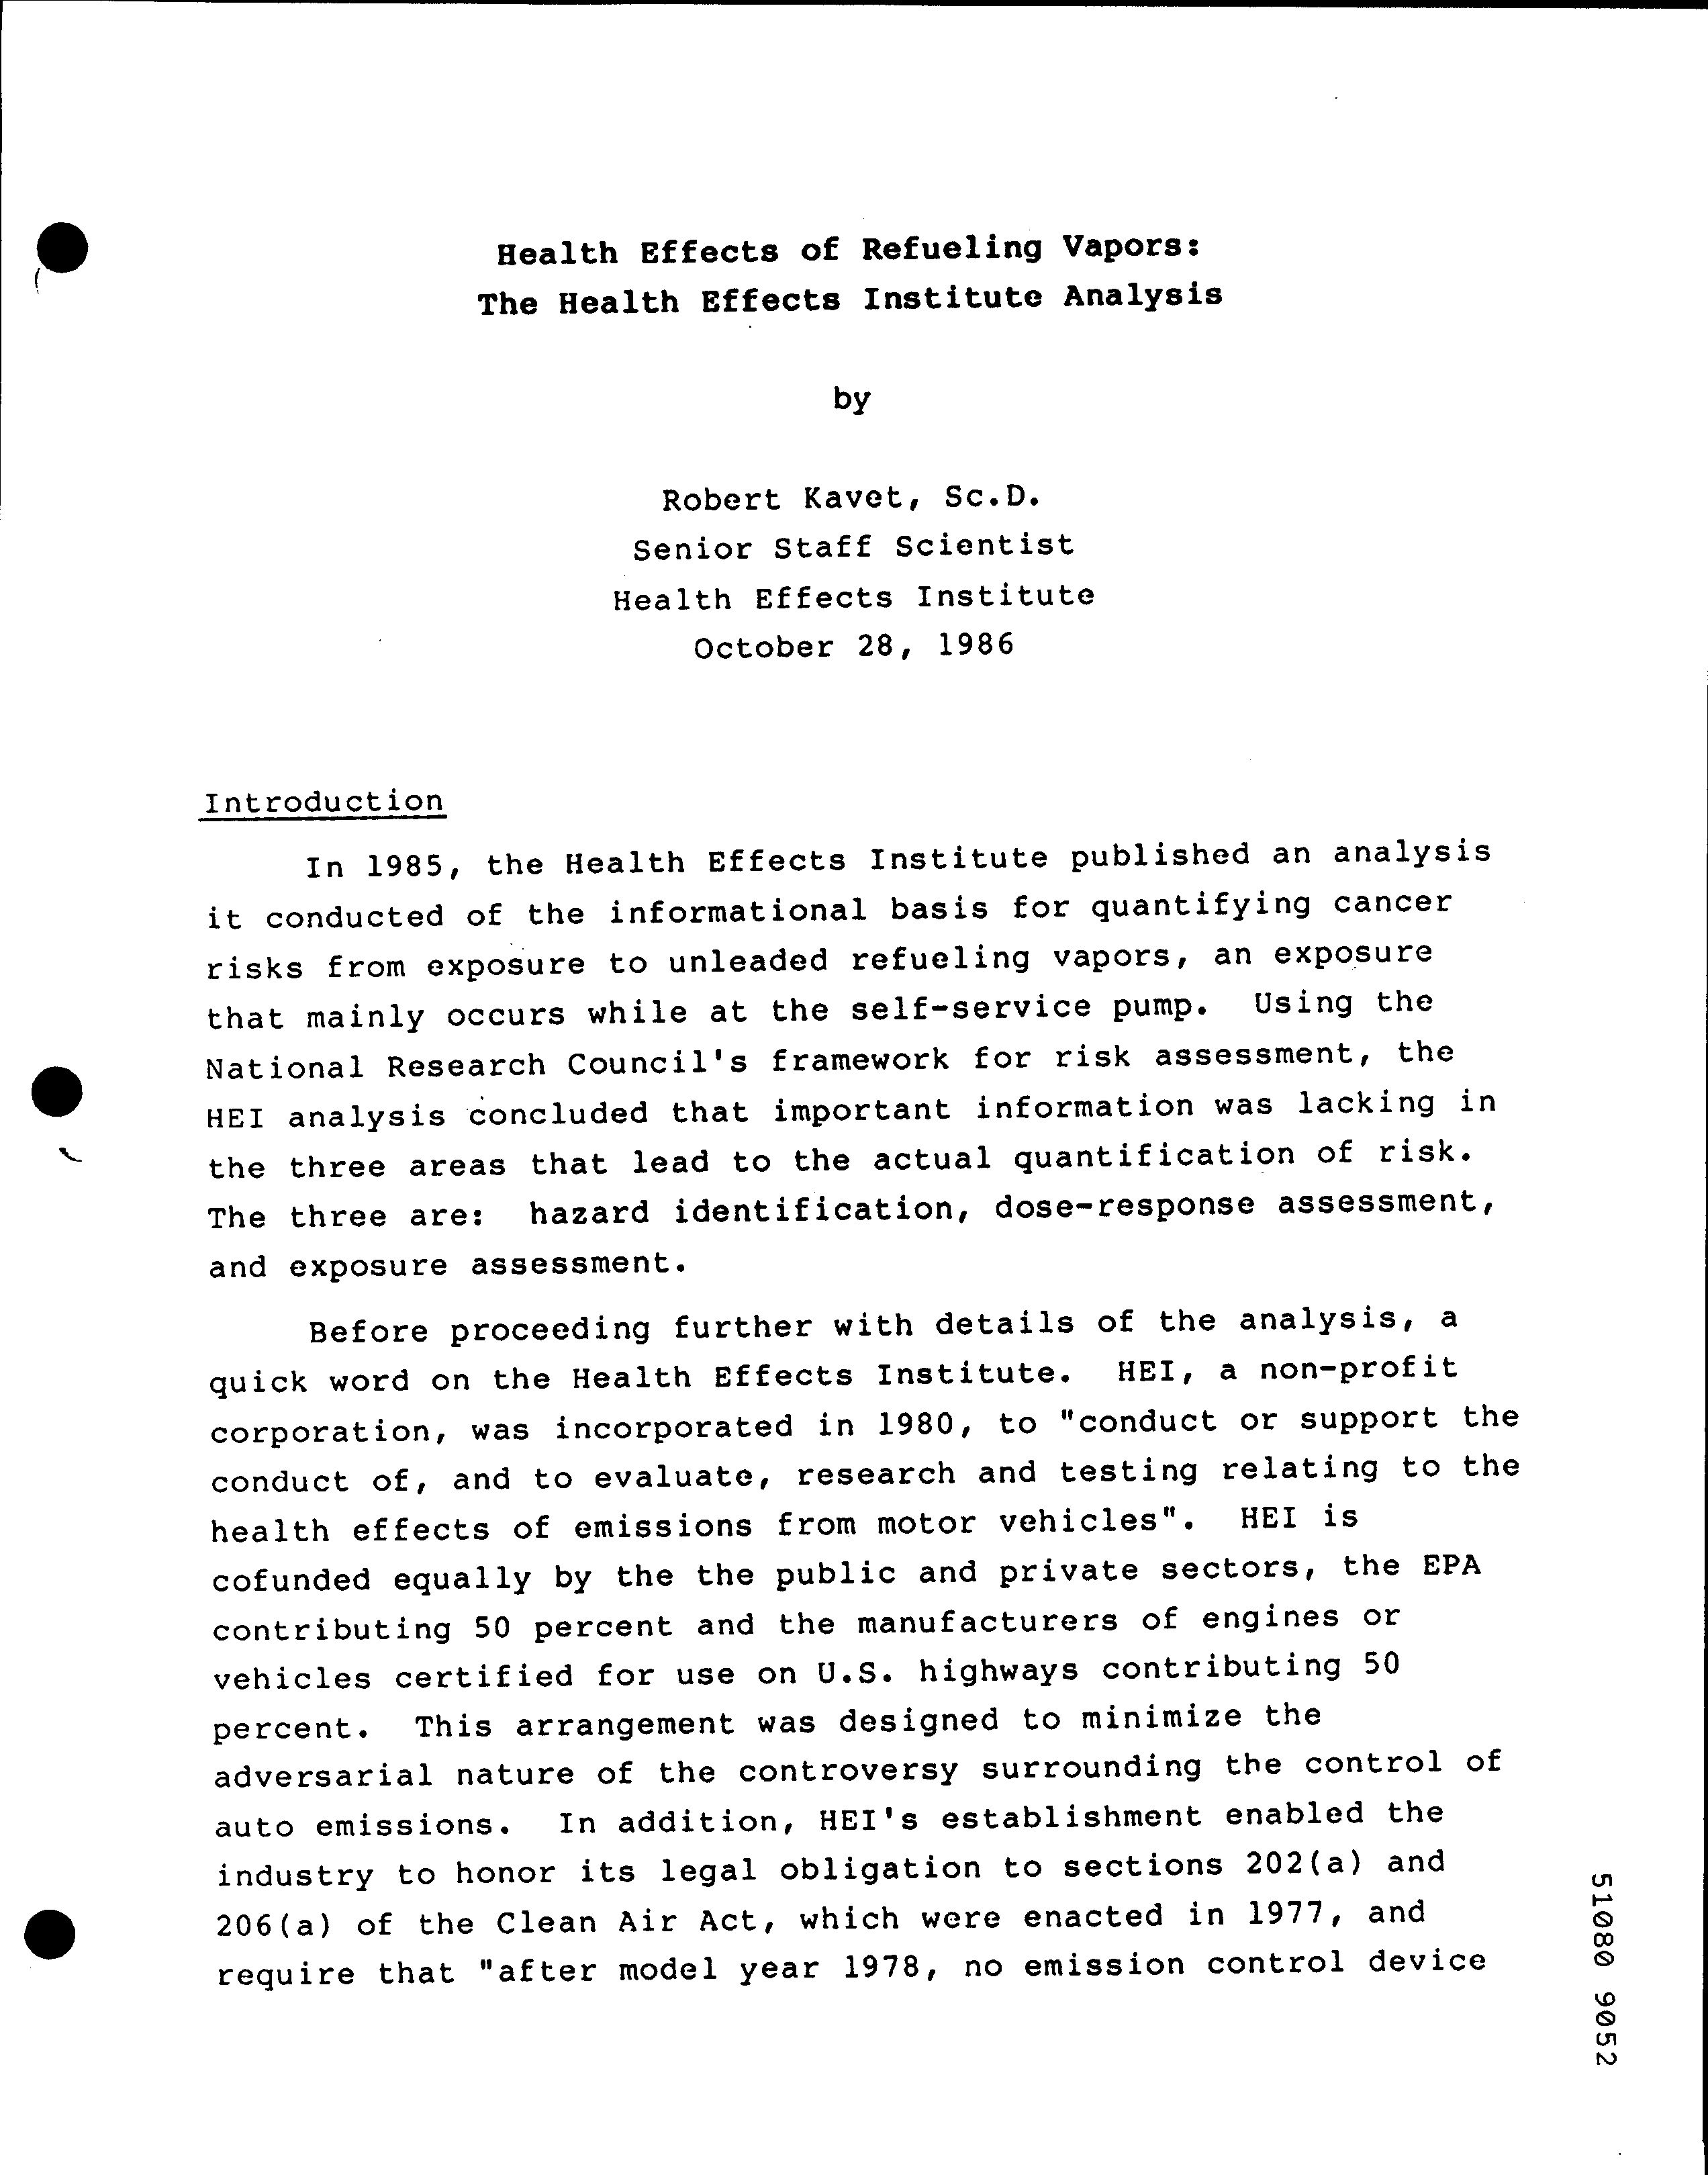 Health Effects of Refueling Vapors:
The Health Effects Institute Analysis
by
Robert Kavet, Sc.D.
Senior Staff Scientist
Health Effects Institute
October 28, 1986
Introduction
In 1985, the Health Effects Institute published an analysis
it conducted of the informational basis for quantifying cancer
risks from exposure to unleaded refueling vapors, an exposure
that mainly occurs while at the self-service pump. Using the
National Research Council's framework for risk assessment, the
HEI analysis concluded that important information was lacking in
the three areas that lead to the actual quantification of risk.
The three are: hazard identification, dose-response assessment,
and exposure assessment.
Before proceeding further with details of the analysis, a
quick word on the Health Effects Institute. HEI, a non-profit
corporation, was incorporated in 1980, to "conduct or support the
conduct of, and to evaluate, research and testing relating to the
health effects of emissions from motor vehicles". HEI is
cofunded equally by the the public and private sectors, the EPA
contributing 50 percent and the manufacturers of engines or
vehicles certified for use on U.S. highways contributing 50
percent. This arrangement was designed to minimize the
adversarial nature of the controversy surrounding the control of
auto emissions. In addition, HEI's establishment enabled the
industry to honor its legal obligation to sections 202(a) and
206(a) of the Clean Air Act, which were enacted in 1977, and
require that "after model year 1978, no emission control device
51080 9052